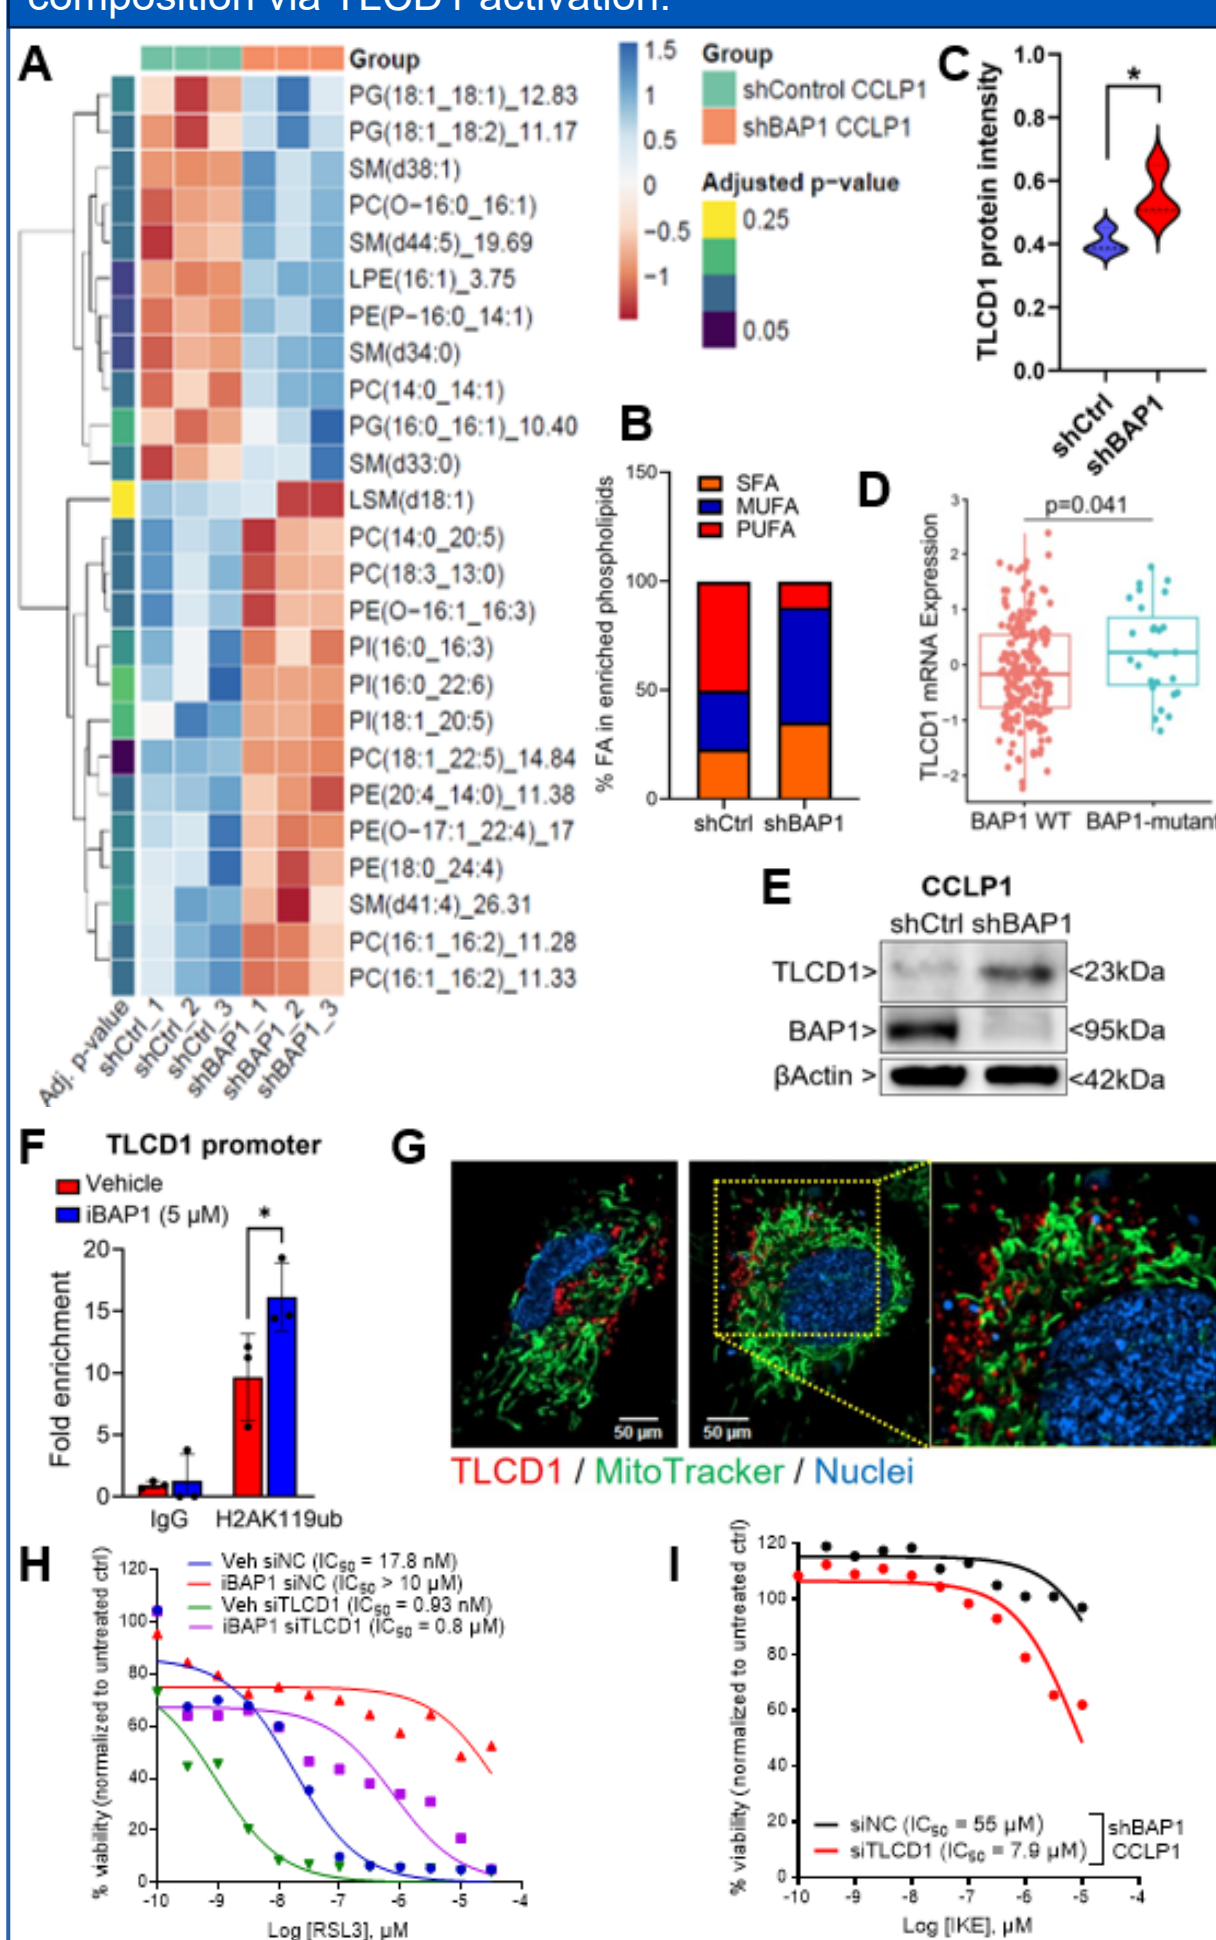 composition via TLCD1 activation.
A
Group
PG(18:1_18:1)_12.83
PG(18:1_18:2)_11.17
SM(d38:1)
PC(O−16:0_16:1)
SM(d44:5)_19.69
LPE(16:1)_3.75
PE(P−16:0_14:1)
SM(d34:0)
PC(14:0_14:1)
PG(16:0_16:1)_10.40
SM(d33:0)
LSM(d18:1)
PC(14:0_20:5)
PC(18:3_13:0)
PE(O−16:1_16:3)
PI(16:0_16:3)
PI(16:0_22:6)
PI(18:1_20:5)
PC(18:1_22:5)_14.84
PE(20:4_14:0)_11.38
PE(O−17:1_22:4)_17
PE(18:0_24:4)
SM(d41:4)_26.31
PC(16:1_16:2)_11.28
PC(16:1_16:2)_11.33
Adj. p-value
shCtrl_1
shCtrl_2
shCtrl_3
shBAP1_1
shBAP1_2
shBAP1_3
1.5
1
0.5
0
−0.5
−1
Group
shControl CCLP1
shBAP1 CCLP1
Adjusted p−value
0.25
0.05
B
% FA in enriched phospholipids
150
100
50
0
SFA
MUFA
PUFA
shCtrl shBAP1
C
TLCD1 protein intensity
1.0
0.8
0.6
0.4
0.2
0.0
*
shCtrl
shBAP1
D
TLCD1 mRNA Expression
p=0.041
3
2
1
0
−1
−2
BAP1 WT BAP1-mutant
E
CCLP1
shCtrl shBAP1
TLCD1> <23kDa
BAP1> <95kDa
βActin > <42kDa
F
TLCD1 promoter
Vehicle
iBAP1 (5 µM)
*
Fold enrichment
20
15
10
5
0
IgG H2AK119ub
G
50 µm
50 µm
TLCD1 / MitoTracker / Nuclei
H
Veh siNC (IC50 = 17.8 nM)
iBAP1 siNC (IC50 > 10 µM)
Veh siTLCD1 (IC50 = 0.93 nM)
iBAP1 siTLCD1 (IC50 = 0.8 µM)
% viability (normalized to untreated ctrl)
120
100
80
60
40
20
0
-10 -9 -8 -7 -6 -5 -4
Log [RSL3], µM
I
% viability (normalized to untreated ctrl)
120
100
80
60
40
20
0
siNC (IC50 = 55 µM)
siTLCD1 (IC50 = 7.9 µM)
shBAP1
CCLP1
-10 -9 -8 -7 -6 -5 -4
Log [IKE], µM